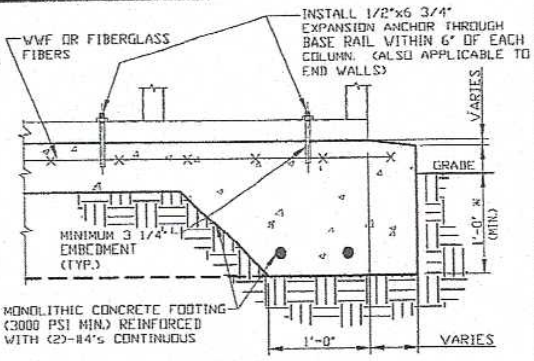 INSTALL 1/2"x6 3/4"
EXPANSION ANCHOR THROUGH
BASE RAIL WITHIN 6" OF EACH
COLUMN. (ALSO APPLICABLE TO
END WALLS)
WWF OR FIBERGLASS
FIBERS
VARIES
GRADE
1'-0" *
(MIN.)
MINIMUM 3 1/4"
EMBEDMENT
(TYP.)
MONOLITHIC CONCRETE FOOTING
(3000 PSI MIN.) REINFORCED
WITH (2)-#4's CONTINUOUS
1'-0"
VARIES